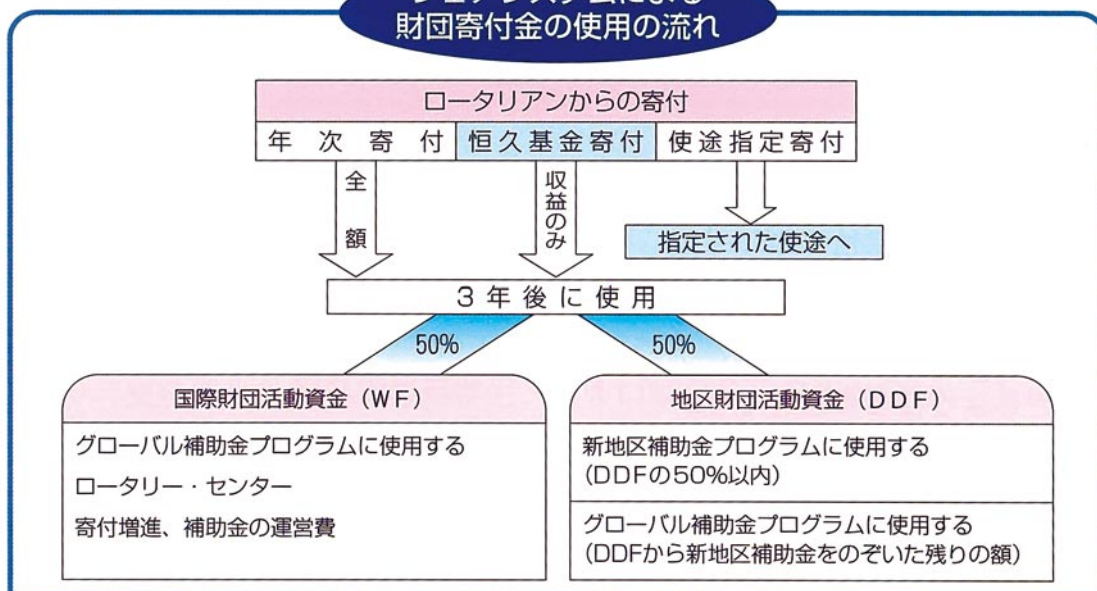 財団寄付金の使用の流れ
ロータリアンからの寄付
年次寄付 恒久基金寄付 使途指定寄付
全額
収益のみ
指定された使途へ
3年後に使用
50% 50%
国際財団活動資金(WF)
グローバル補助金プログラムに使用する
ロータリー・センター
寄付増進、補助金の運営費
地区財団活動資金(DDF)
新地区補助金プログラムに使用する
(DDFの50%以内)
グローバル補助金プログラムに使用する
(DDFから新地区補助金をのぞいた残りの額)